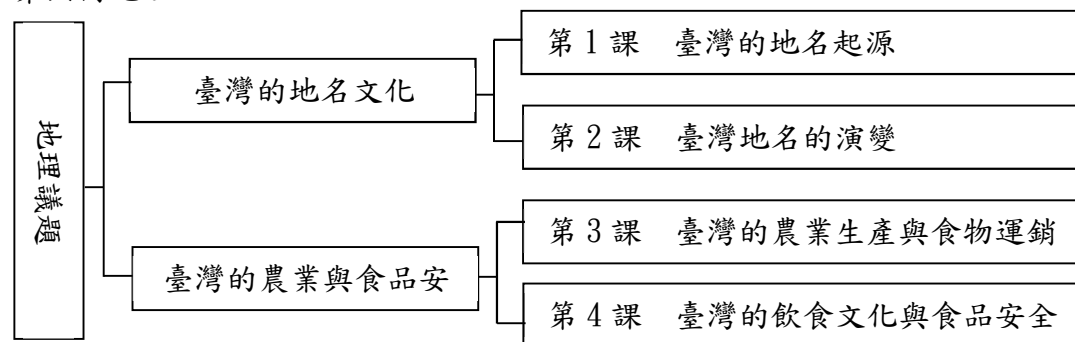 地理議題
臺灣的地名文化
第1課 臺灣的地名起源
第2課 臺灣地名的演變
臺灣的農業與食品安
第3課 臺灣的農業生產與食物運銷
第4課 臺灣的飲食文化與食品安全